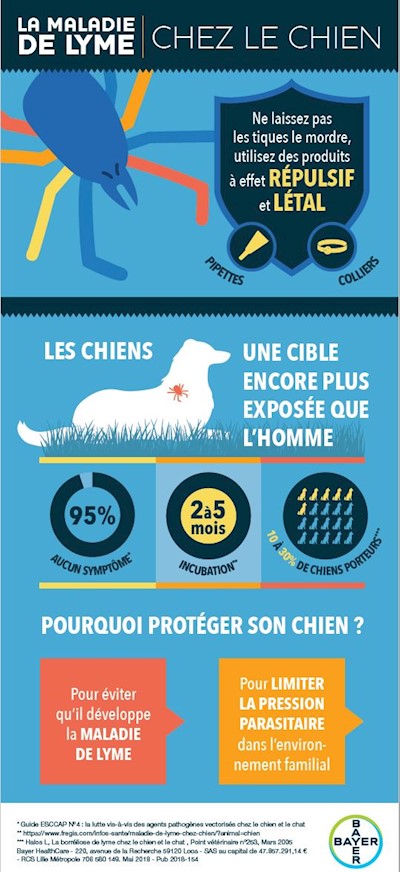 LA MALADIE
DE LYME
CHEZ LE CHIEN
Ne laissez pas
les tiques le mordre,
utilisez des produits
à effet RÉPULSIF
et LÉTAL
PIPETTES
COLLIERS
LES CHIENS
UNE CIBLE
ENCORE PLUS
EXPOSÉE QUE
L'HOMME
95%
AUCUN SYMPTÔME*
2à5
mois
INCUBATION**
10 À 30% DE CHIENS PORTEURS***
POURQUOI PROTÉGER SON CHIEN ?
Pour éviter
qu'il développe
la MALADIE
DE LYME
Pour LIMITER
LA PRESSION
PARASITAIRE
dans l'environ-
nement familial
* Guide ESCCAP N°4 : la lutte vis-à-vis des agents pathogènes vectorisés chez le chien et le chat
** https://www.fregis.com/infos-sante/maladie-de-lyme-chez-chien/?animal=chien
*** Halos L, La borréliose de lyme chez le chien et le chat , Point vétérinaire n°253, Mars 2005
Bayer HealthCare - 220, avenue de la Recherche 59120 Loos - SAS au capital de 47.857.291,14 €
- RCS Lille Métropole 706 580 149. Mai 2018 - Pub 2018-154
BAYER
BAYER